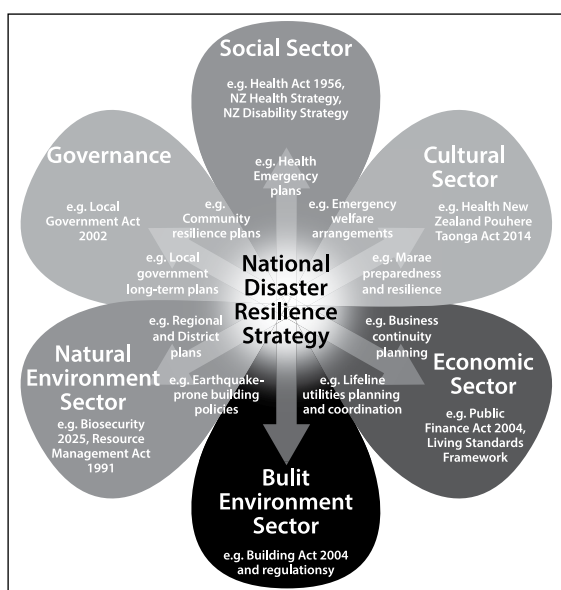 Social Sector
e.g. Health Act 1956,
NZ Health Strategy,
NZ Disability Strategy
e.g. Health
Emergency
plans
Governance
e.g. Local
Government Act
2002
e.g.
Community
resilience plans
e.g. Local
government
long-term plans
Cultural
Sector
e.g. Health New
Zealand Pouhere
Taonga Act 2014
e.g. Emergency
welfare
arrangements
e.g. Marae
preparedness
and resilience
National
Disaster
Resilience
Strategy
Natural
Environment
Sector
e.g. Biosecurity
2025, Resource
Management Act
1991
e.g. Regional
and District
plans
e.g. Earthquake-
prone building
policies
e.g. Business
continuity
planning
Economic
Sector
e.g. Public
Finance Act 2004,
Living Standards
Framework
e.g. Lifeline
utilities planning
and coordination
Bulit
Environment
Sector
e.g. Building Act 2004
and regulationsy